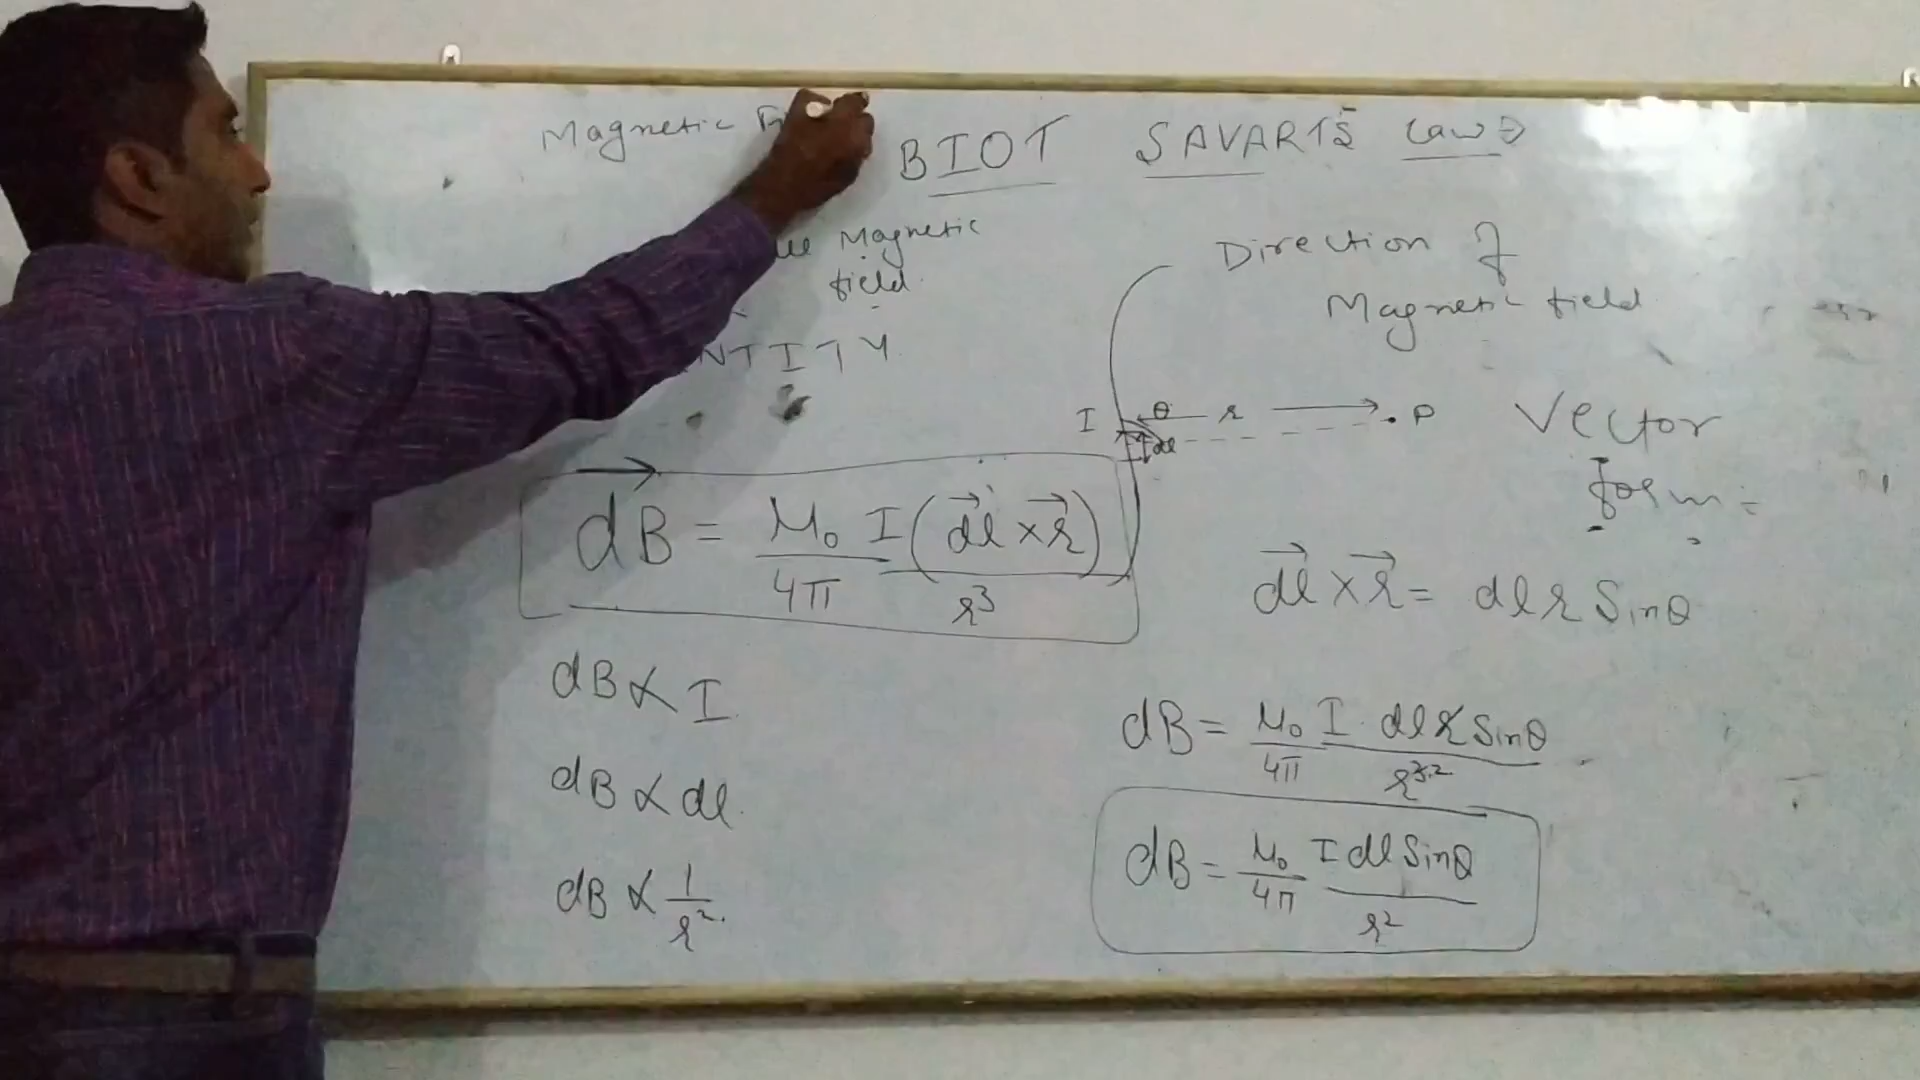 Magnetic
BIOT SAVART'S Law ⇒
Magnetic
field.
NTITY
Direction of
Magnetic field
I θ r P
dl
Vector
form:-
dB⃗ = μ₀/4π I(dl⃗ × r⃗)/r³
dl⃗ × r⃗ = dl r Sinθ
dB ∝ I
dB ∝ dl.
dB ∝ 1/r².
dB = μ₀/4π I. dl r Sinθ/r³·²
dB = μ₀/4π I dl Sinθ/r²